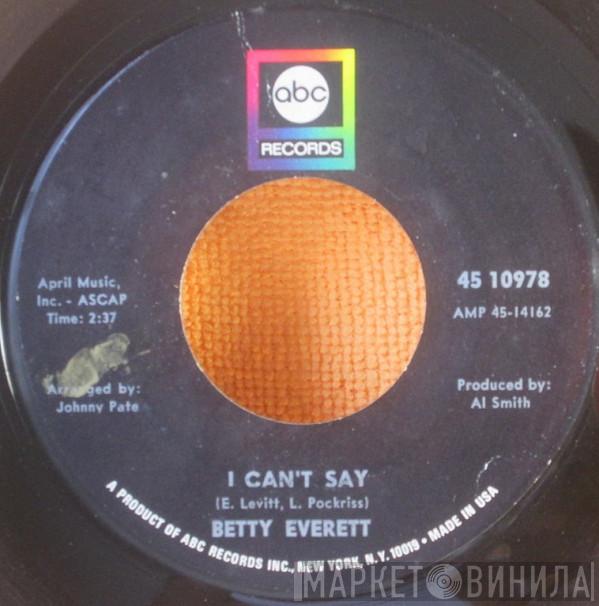 abc
RECORDS
April Music,
Inc. - ASCAP
Time: 2:37
Arranged by:
Johnny Pate
45 10978
AMP 45-14162
Produced by:
Al Smith
I CAN'T SAY
(E. Levitt, L. Pockriss)
BETTY EVERETT
A PRODUCT OF ABC RECORDS INC., NEW YORK, N.Y. 10019 • MADE IN USA
МАРКЕТ ВИНИЛА